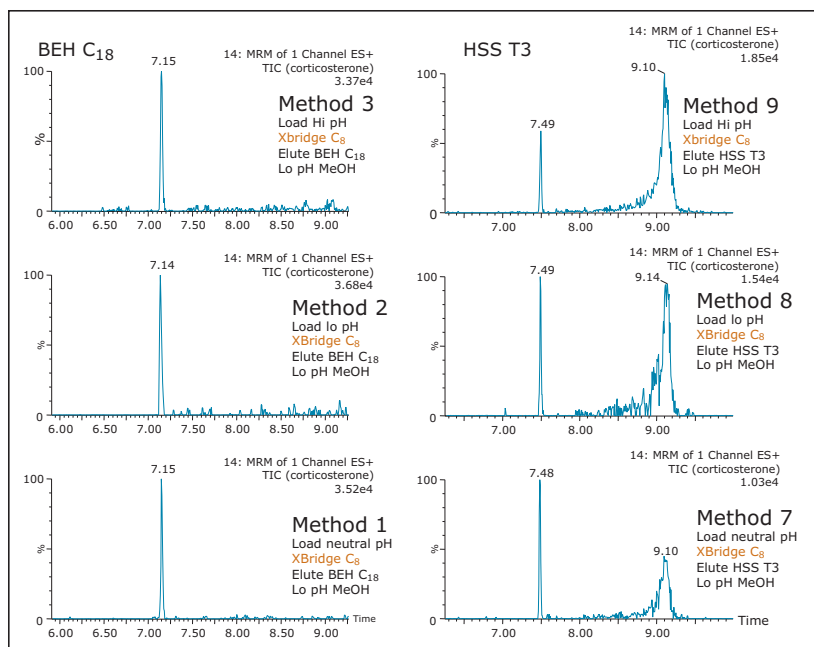 BEH C18
14: MRM of 1 Channel ES+
TIC (corticosterone)
3.37e4
7.15
100
%
0
Method 3
Load Hi pH
Xbridge C8
Elute BEH C18
Lo pH MeOH
6.00 6.50 7.00 7.50 8.00 8.50 9.00
HSS T3
14: MRM of 1 Channel ES+
TIC (corticosterone)
1.85e4
9.10
7.49
100
%
0
Method 9
Load Hi pH
Xbridge C8
Elute HSS T3
Lo pH MeOH
7.00 8.00 9.00
14: MRM of 1 Channel ES+
TIC (corticosterone)
3.68e4
7.14
100
%
0
Method 2
Load lo pH
XBridge C8
Elute BEH C18
Lo pH MeOH
6.00 6.50 7.00 7.50 8.00 8.50 9.00
14: MRM of 1 Channel ES+
TIC (corticosterone)
1.54e4
7.49
9.14
100
%
0
Method 8
Load lo pH
XBridge C8
Elute HSS T3
Lo pH MeOH
7.00 8.00 9.00
14: MRM of 1 Channel ES+
TIC (corticosterone)
3.52e4
7.15
100
%
0
Method 1
Load neutral pH
XBridge C8
Elute BEH C18
Lo pH MeOH
Time
6.00 6.50 7.00 7.50 8.00 8.50 9.00
14: MRM of 1 Channel ES+
TIC (corticosterone)
1.03e4
7.48
100
%
0
Method 7
Load neutral pH
XBridge C8
Elute HSS T3
Lo pH MeOH
9.10
Time
7.00 8.00 9.00